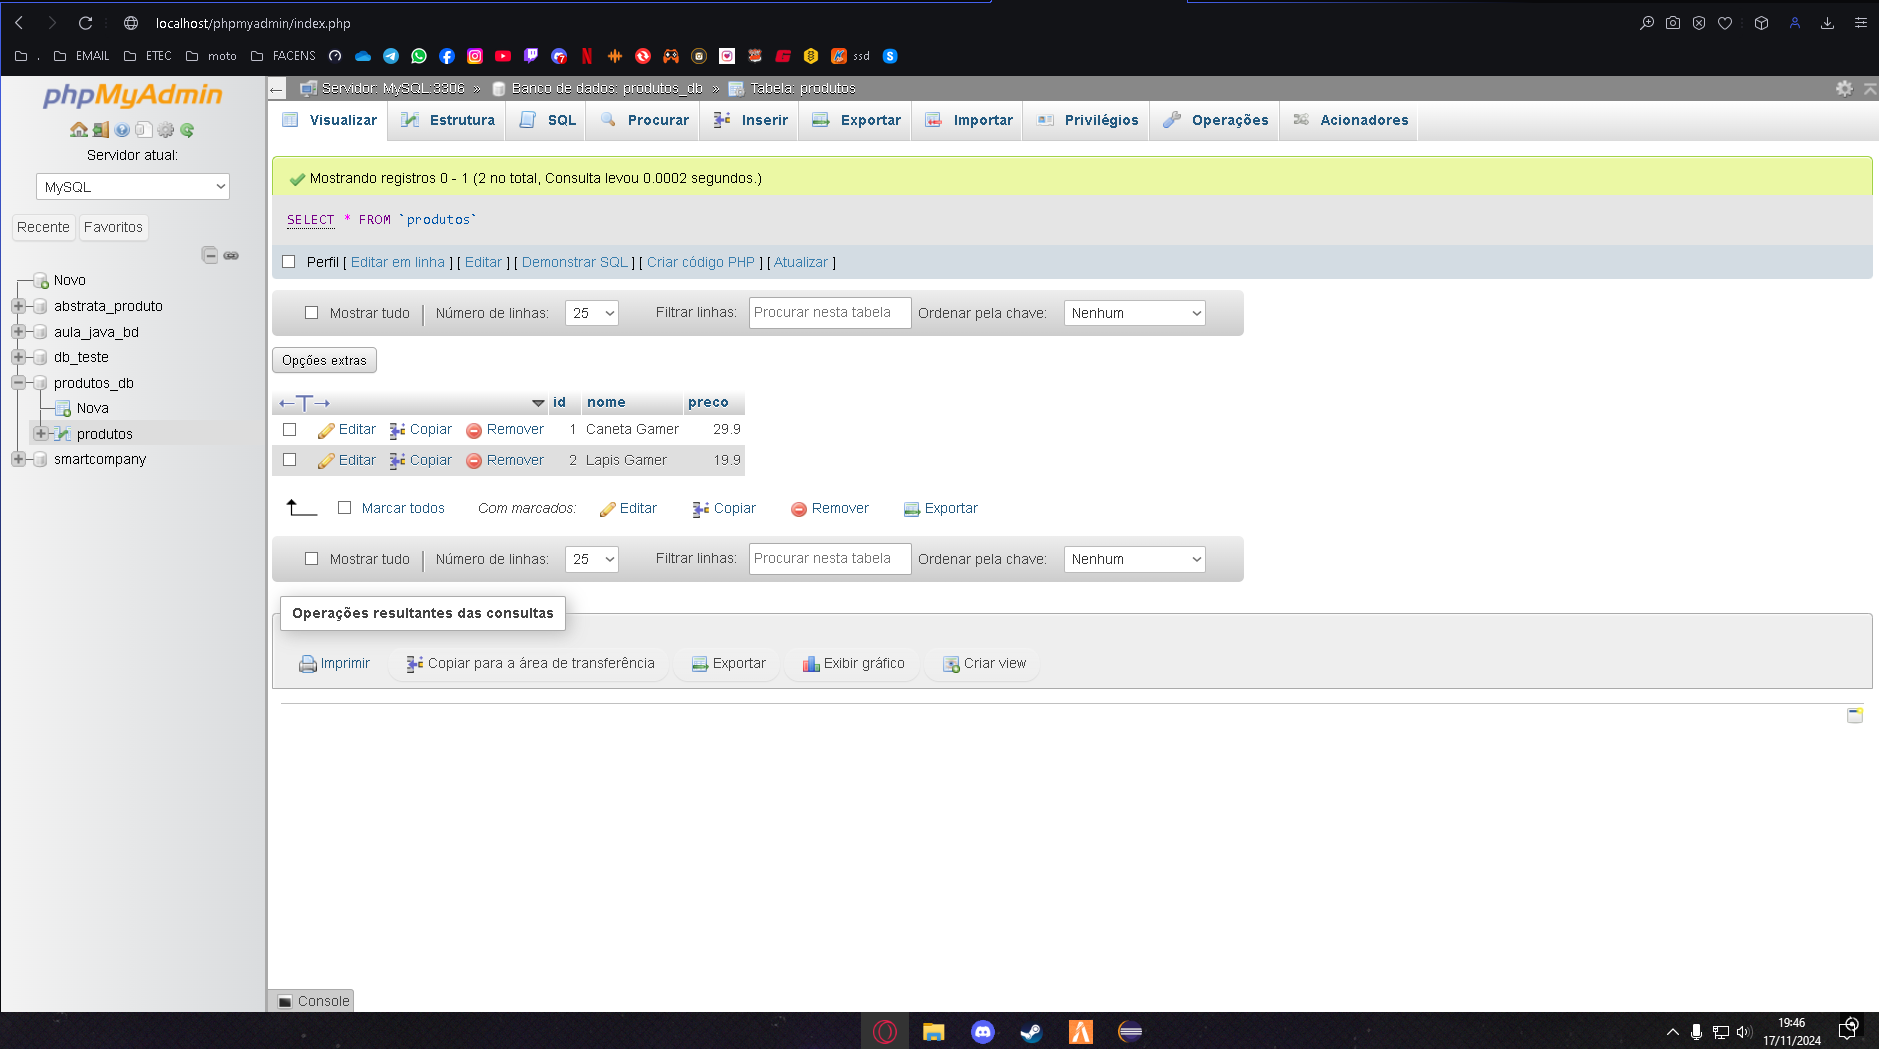 localhost/phpmyadmin/index.php
. EMAIL ETEC moto FACENS ssd
phpMyAdmin
Servidor atual:
MySQL
Recente Favoritos
Novo
abstrata_produto
aula_java_bd
db_teste
produtos_db
Nova
produtos
smartcompany
Servidor: MySQL:3306 » Banco de dados: produtos_db » Tabela: produtos
Visualizar Estrutura SQL Procurar Inserir Exportar Importar Privilégios Operações Acionadores
Mostrando registros 0 - 1 (2 no total, Consulta levou 0.0002 segundos.)
SELECT * FROM `produtos`
Perfil [ Editar em linha ] [ Editar ] [ Demonstrar SQL ] [ Criar código PHP ] [ Atualizar ]
Mostrar tudo Número de linhas: 25 Filtrar linhas: Procurar nesta tabela Ordenar pela chave: Nenhum
Opções extras
id nome preco
Editar Copiar Remover 1 Caneta Gamer 29.9
Editar Copiar Remover 2 Lapis Gamer 19.9
Marcar todos Com marcados: Editar Copiar Remover Exportar
Mostrar tudo Número de linhas: 25 Filtrar linhas: Procurar nesta tabela Ordenar pela chave: Nenhum
Operações resultantes das consultas
Imprimir Copiar para a área de transferência Exportar Exibir gráfico Criar view
Console
19:46
17/11/2024